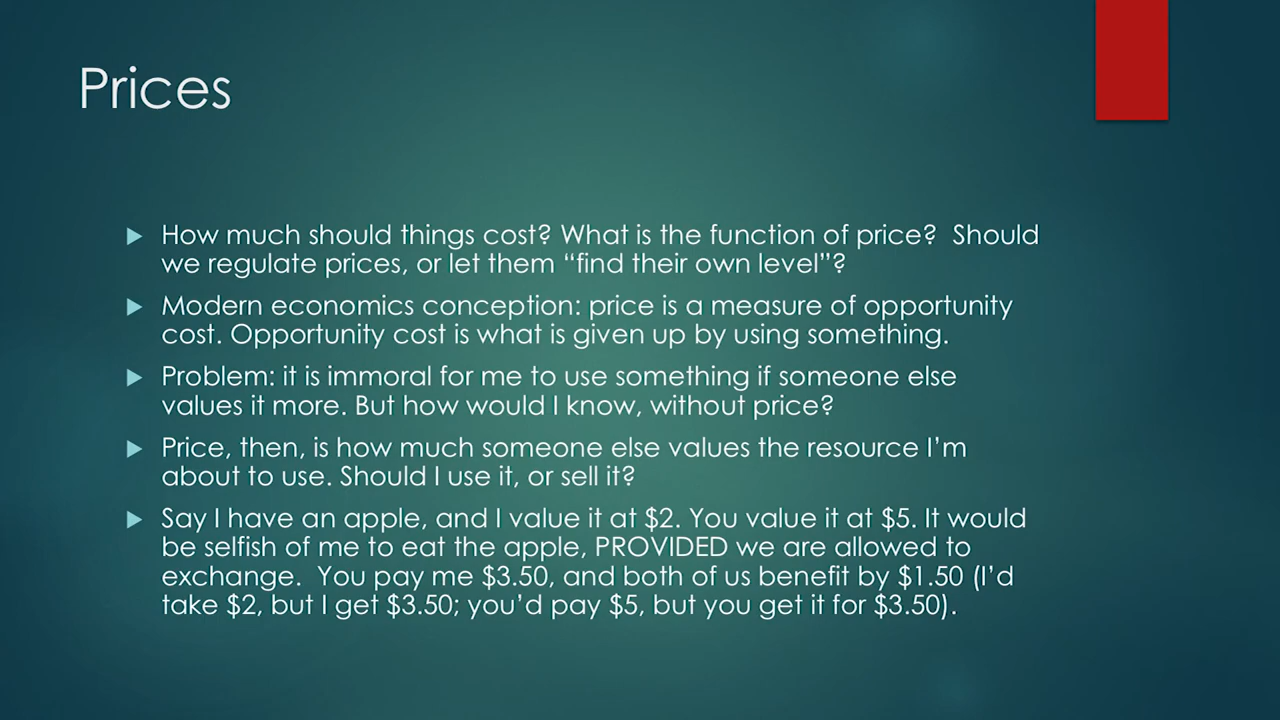 Prices
How much should things cost? What is the function of price?  Should
we regulate prices, or let them “find their own level”?
Modern economics conception: price is a measure of opportunity
cost. Opportunity cost is what is given up by using something.
Problem: it is immoral for me to use something if someone else
values it more. But how would I know, without price?
Price, then, is how much someone else values the resource I’m
about to use. Should I use it, or sell it?
Say I have an apple, and I value it at $2. You value it at $5. It would
be selfish of me to eat the apple, PROVIDED we are allowed to
exchange.  You pay me $3.50, and both of us benefit by $1.50 (I’d
take $2, but I get $3.50; you’d pay $5, but you get it for $3.50).